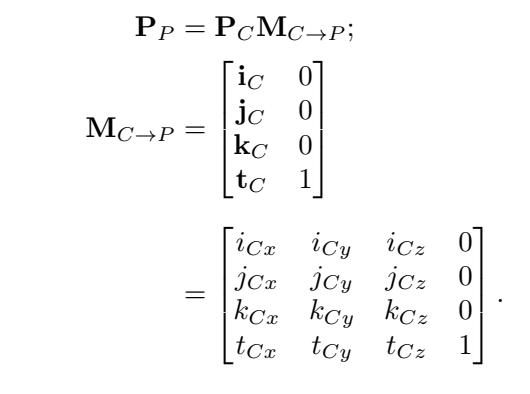 P_P = P_C M_{C→P};
M_{C→P} = [ i_C 0
j_C 0
k_C 0
t_C 1 ]
= [ i_{Cx} i_{Cy} i_{Cz} 0
j_{Cx} j_{Cy} j_{Cz} 0
k_{Cx} k_{Cy} k_{Cz} 0
t_{Cx} t_{Cy} t_{Cz} 1 ] .